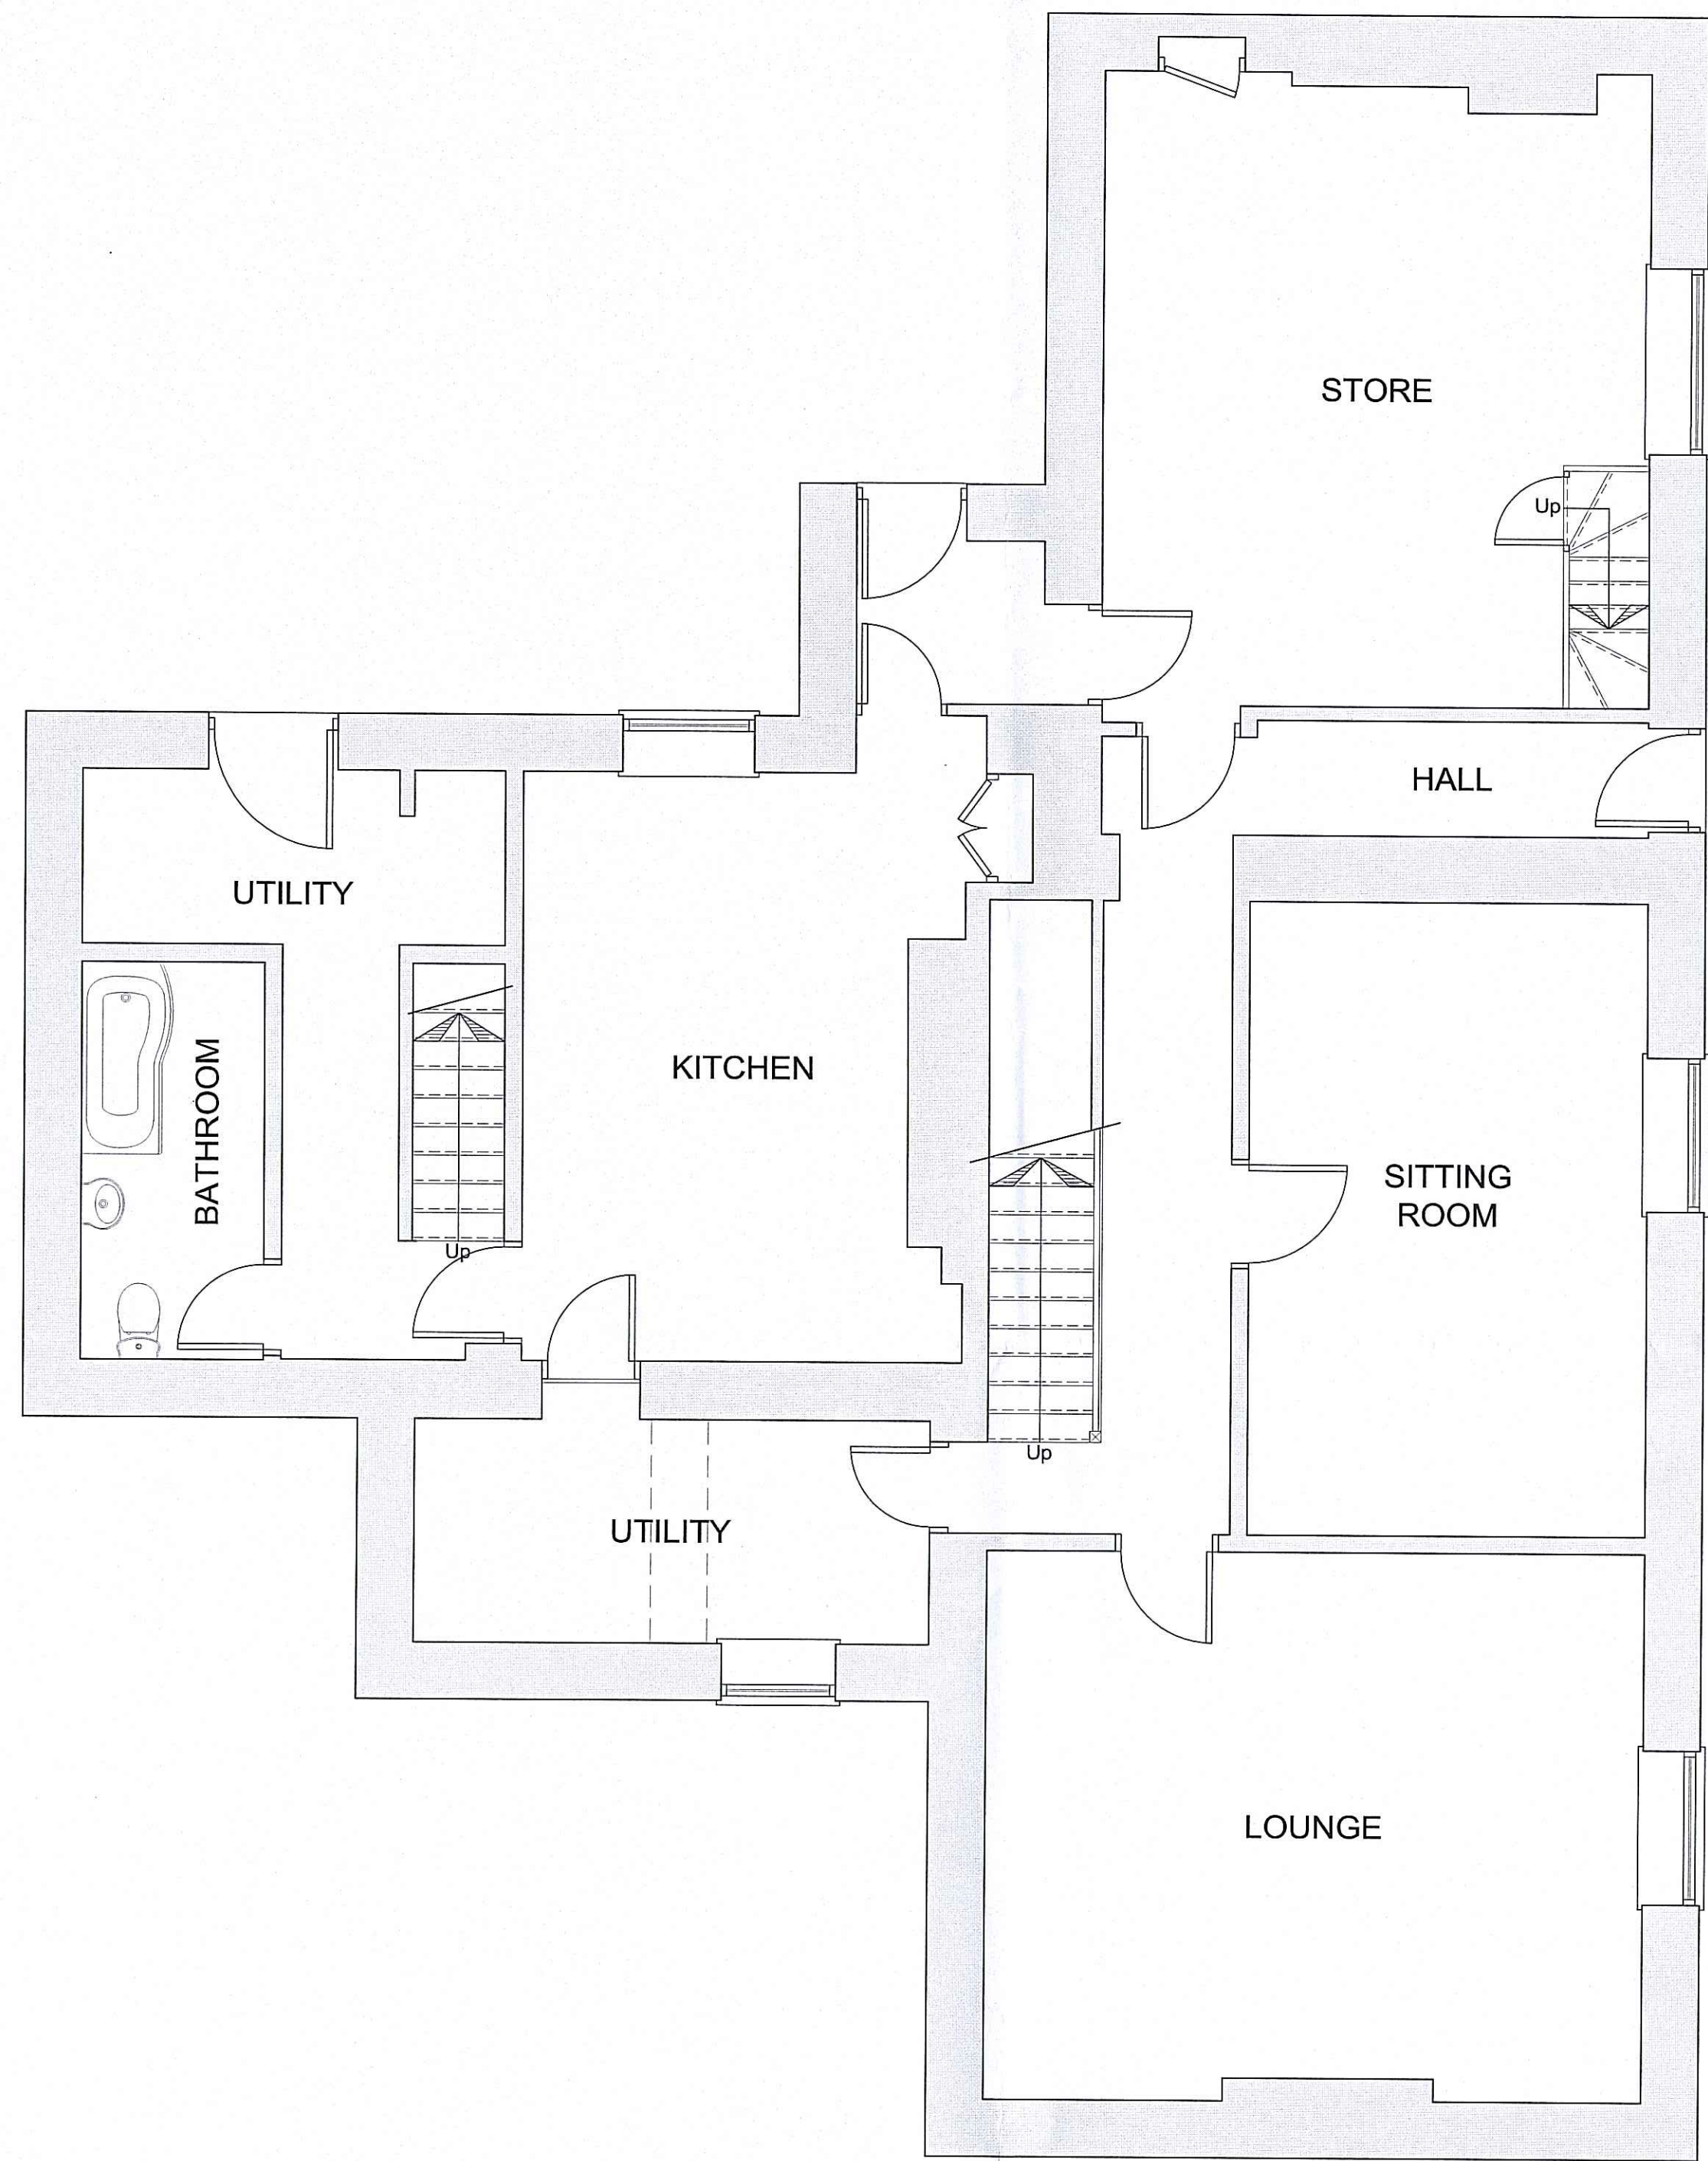 STORE
Up
HALL
UTILITY
KITCHEN
BATHROOM
SITTING
ROOM
Up
Up
UTILITY
LOUNGE